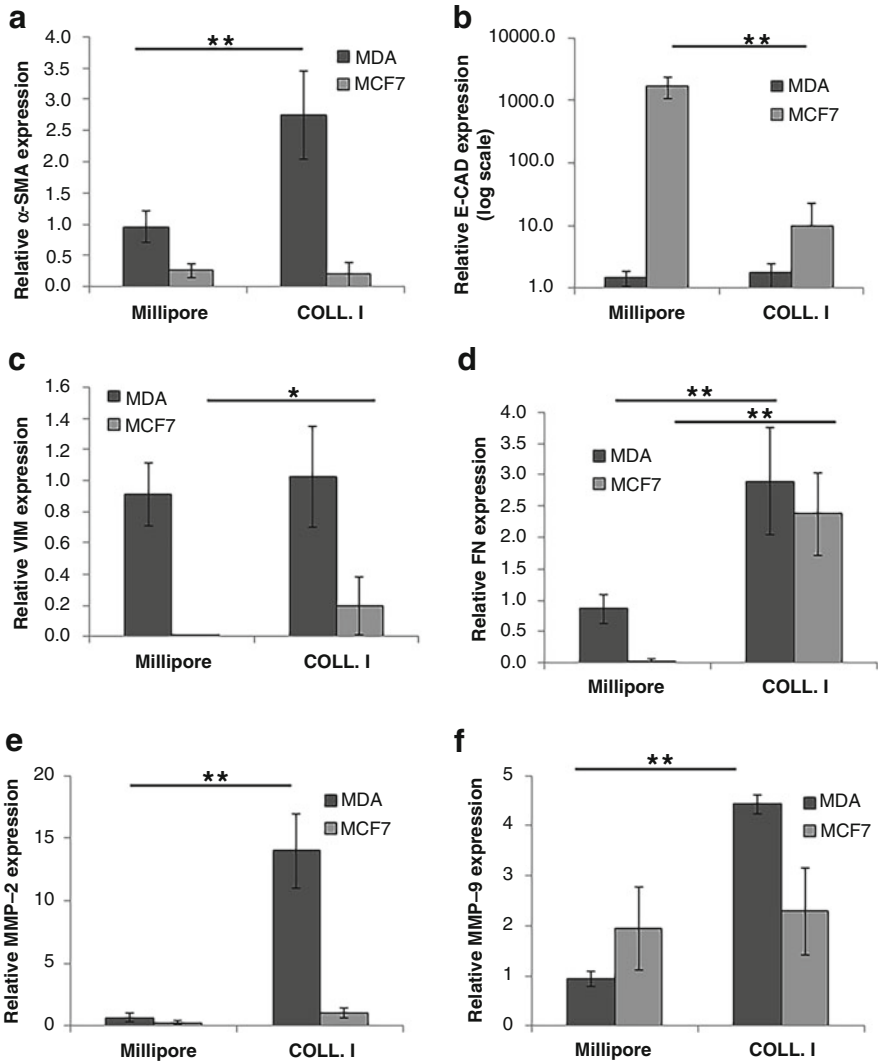 a
Relative α-SMA expression
4.0
3.5
3.0
2.5
2.0
1.5
1.0
0.5
0.0
**
MDA
MCF7
Millipore
COLL. I
b
Relative E-CAD expression
(log scale)
10000.0
1000.0
100.0
10.0
1.0
**
MDA
MCF7
Millipore
COLL. I
c
Relative VIM expression
1.6
1.4
1.2
1.0
0.8
0.6
0.4
0.2
0.0
*
MDA
MCF7
Millipore
COLL. I
d
Relative FN expression
4.0
3.5
3.0
2.5
2.0
1.5
1.0
0.5
0.0
**
**
MDA
MCF7
Millipore
COLL. I
e
Relative MMP–2 expression
20
15
10
5
0
**
MDA
MCF7
Millipore
COLL. I
f
Relative MMP–9 expression
5
4
3
2
1
0
**
MDA
MCF7
Millipore
COLL. I